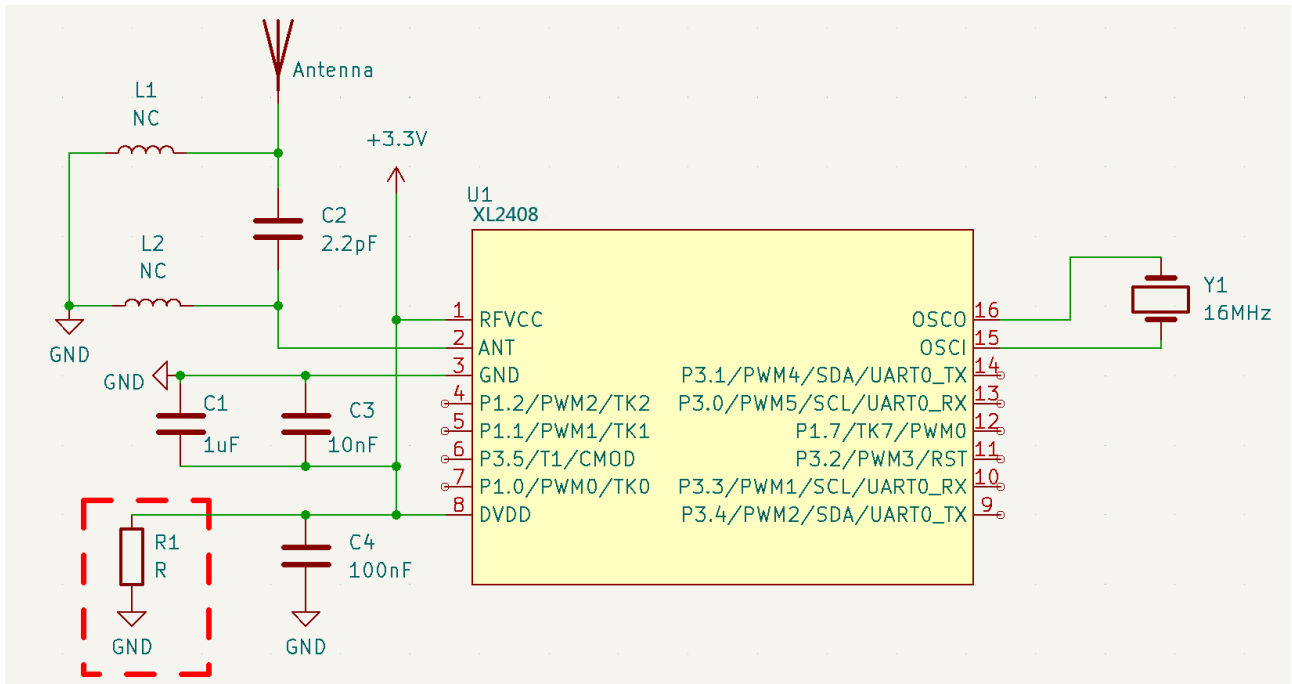 Antenna
L1
NC
+3.3V
U1
XL2408
C2
2.2pF
L2
NC
GND
Y1
16MHz
1 RFVCC
2 ANT
3 GND
4 P1.2/PWM2/TK2
5 P1.1/PWM1/TK1
6 P3.5/T1/CMOD
7 P1.0/PWM0/TK0
8 DVDD
OSCO 16
OSCI 15
P3.1/PWM4/SDA/UART0_TX 14
P3.0/PWM5/SCL/UART0_RX 13
P1.7/TK7/PWM0 12
P3.2/PWM3/RST 11
P3.3/PWM1/SCL/UART0_RX 10
P3.4/PWM2/SDA/UART0_TX 9
GND
C1
1uF
C3
10nF
R1
R
GND
C4
100nF
GND